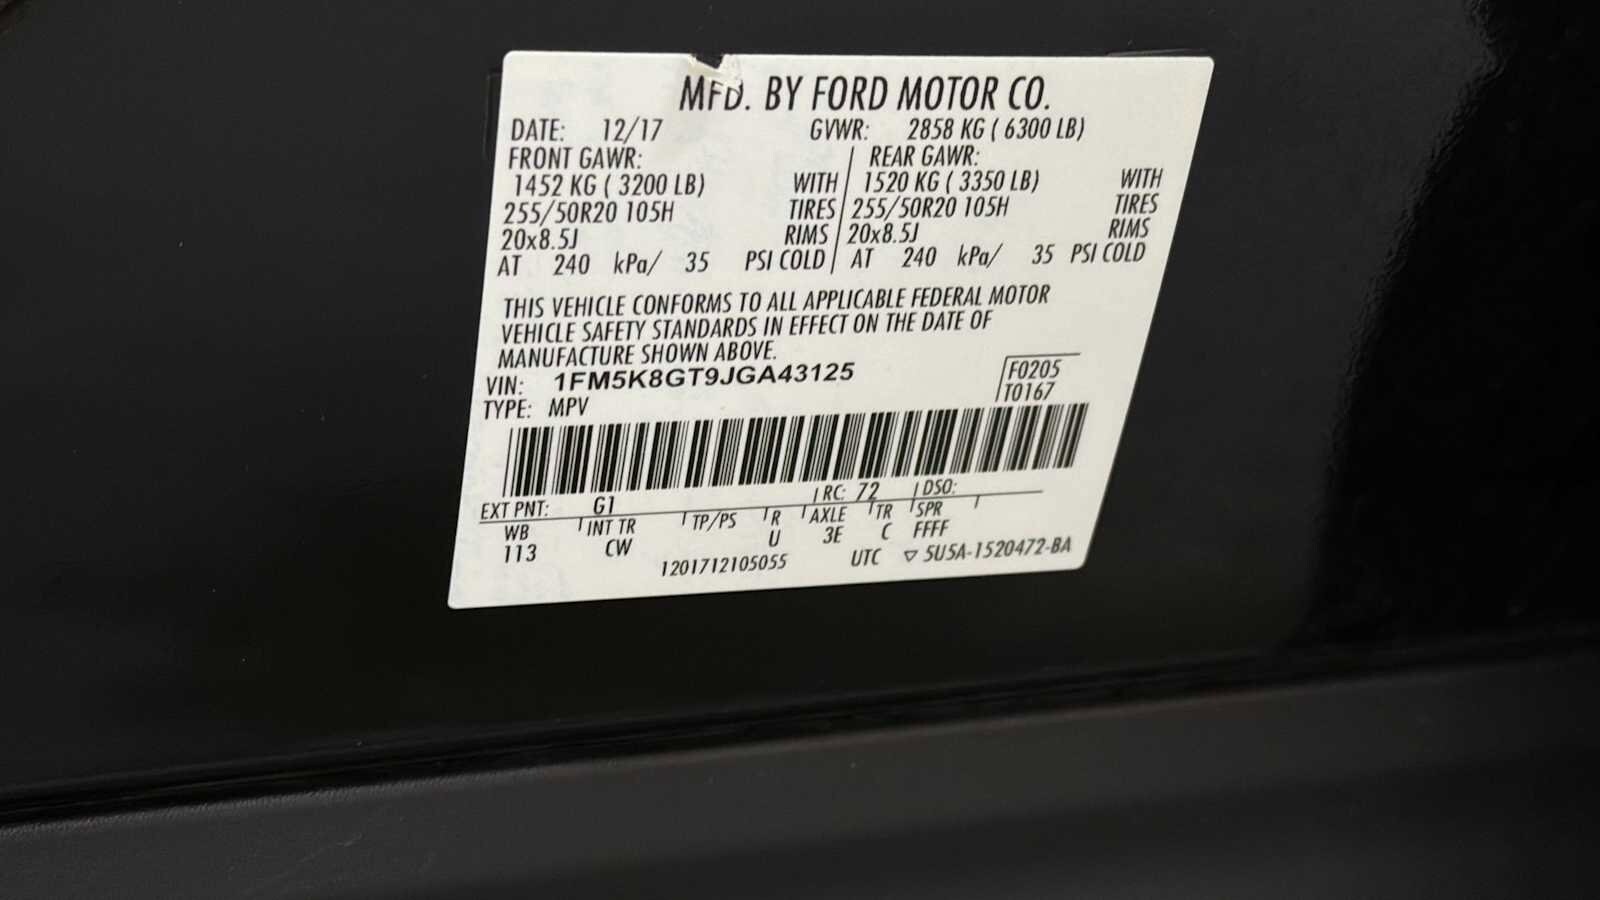 MFD. BY FORD MOTOR CO.
DATE: 12/17 GVWR: 2858 KG ( 6300 LB)
FRONT GAWR: REAR GAWR:
1452 KG ( 3200 LB) WITH 1520 KG ( 3350 LB) WITH
255/50R20 105H TIRES 255/50R20 105H TIRES
20x8.5J RIMS 20x8.5J RIMS
AT 240 kPa/ 35 PSI COLD AT 240 kPa/ 35 PSI COLD
THIS VEHICLE CONFORMS TO ALL APPLICABLE FEDERAL MOTOR
VEHICLE SAFETY STANDARDS IN EFFECT ON THE DATE OF
MANUFACTURE SHOWN ABOVE.
VIN: 1FM5K8GT9JGA43125 F0205
TYPE: MPV T0167
EXT PNT: G1 RC: 72 DSO:
WB INT TR TP/PS R AXLE TR SPR
113 CW U 3E C FFFF
1201712105055 UTC ▽ 5U5A-1520472-BA